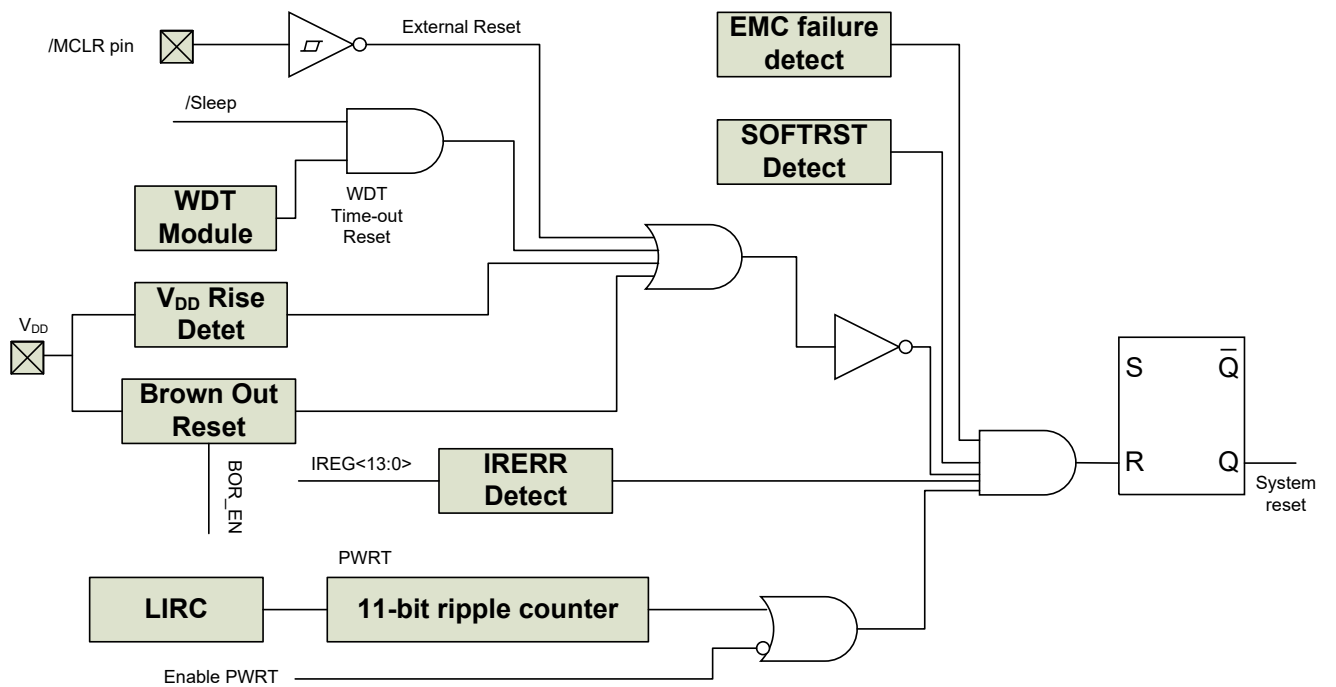 /MCLR pin
External Reset
EMC failure
detect
/Sleep
SOFTRST
Detect
WDT
Module
WDT
Time-out
Reset
VDD
VDD Rise
Detet
Brown Out
Reset
BOR_EN
IREG<13:0>
IRERR
Detect
S
Q̅
R
Q
System
reset
LIRC
PWRT
11-bit ripple counter
Enable PWRT